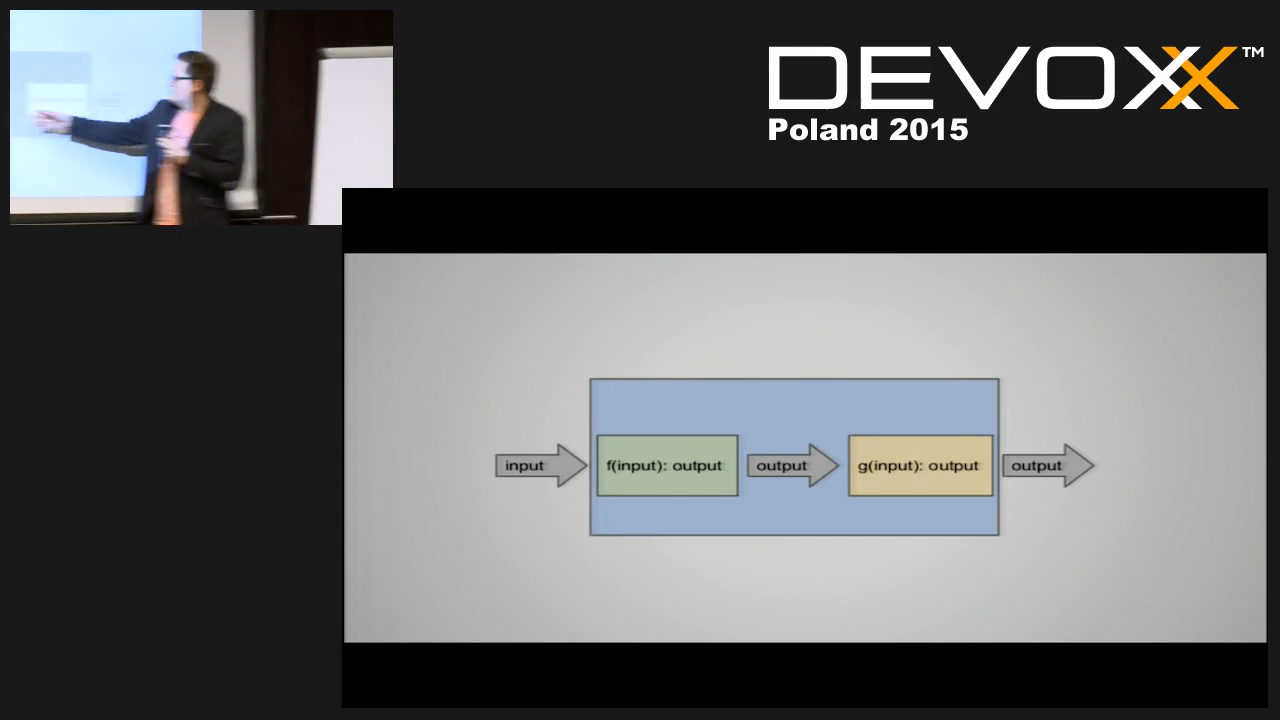 DEVOXX™
Poland 2015
input
f(input): output
output
g(input): output
output